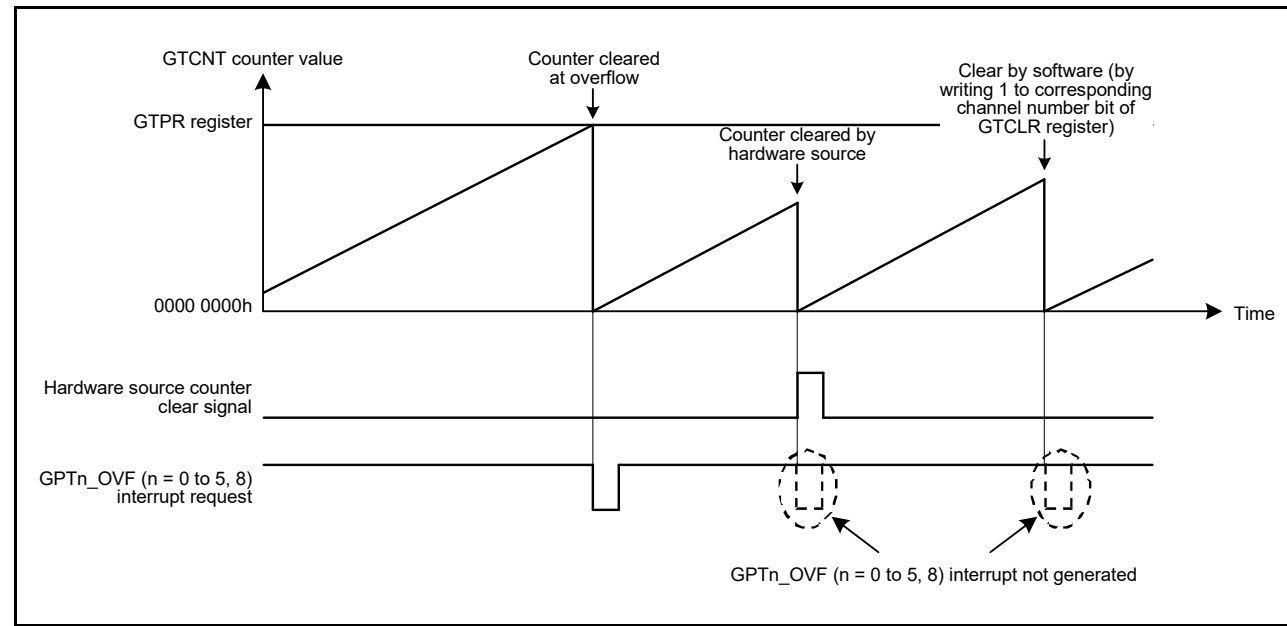 GTCNT counter value
Counter cleared
at overflow
Clear by software (by
writing 1 to corresponding
channel number bit of
GTCLR register)
GTPR register
Counter cleared by
hardware source
0000 0000h
Time
Hardware source counter
clear signal
GPTn_OVF (n = 0 to 5, 8)
interrupt request
GPTn_OVF (n = 0 to 5, 8) interrupt not generated